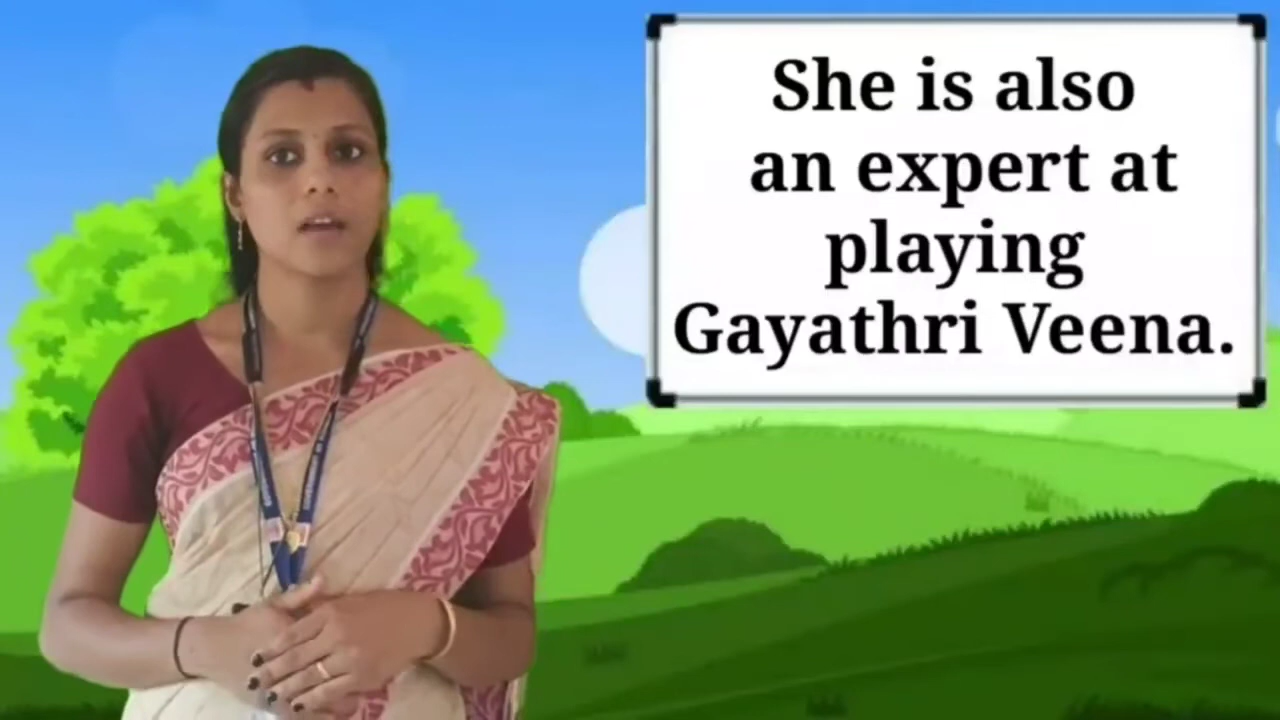 She is also
an expert at
playing
Gayathri Veena.